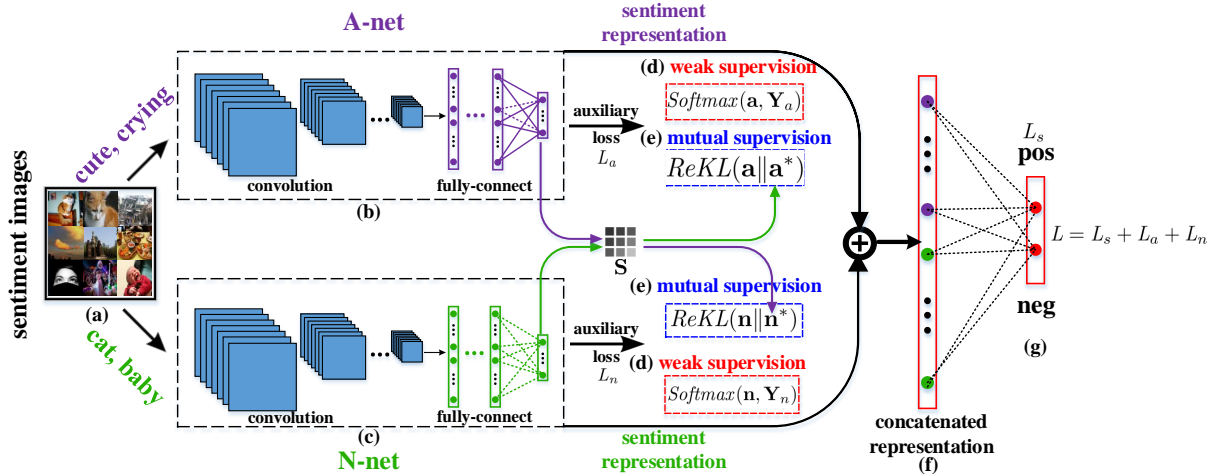 A-net
sentiment
representation
cute, crying
convolution
fully-connect
(b)
auxiliary
loss
L_a
(d) weak supervision
Softmax(a, Y_a)
(e) mutual supervision
ReKL(a||a*)
sentiment images
(a)
S
(e) mutual supervision
ReKL(n||n*)
cat, baby
convolution
fully-connect
(c)
N-net
auxiliary
loss
L_n
(d) weak supervision
Softmax(n, Y_n)
sentiment
representation
concatenated
representation
(f)
L_s
pos
L = L_s + L_a + L_n
neg
(g)